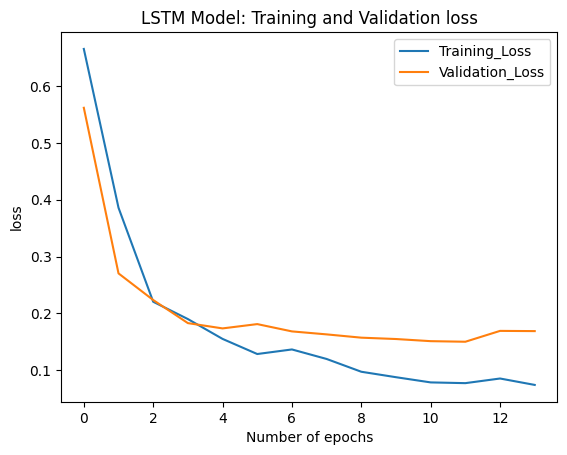 LSTM Model: Training and Validation loss
Training_Loss
Validation_Loss
loss
0.6
0.5
0.4
0.3
0.2
0.1
0 2 4 6 8 10 12
Number of epochs